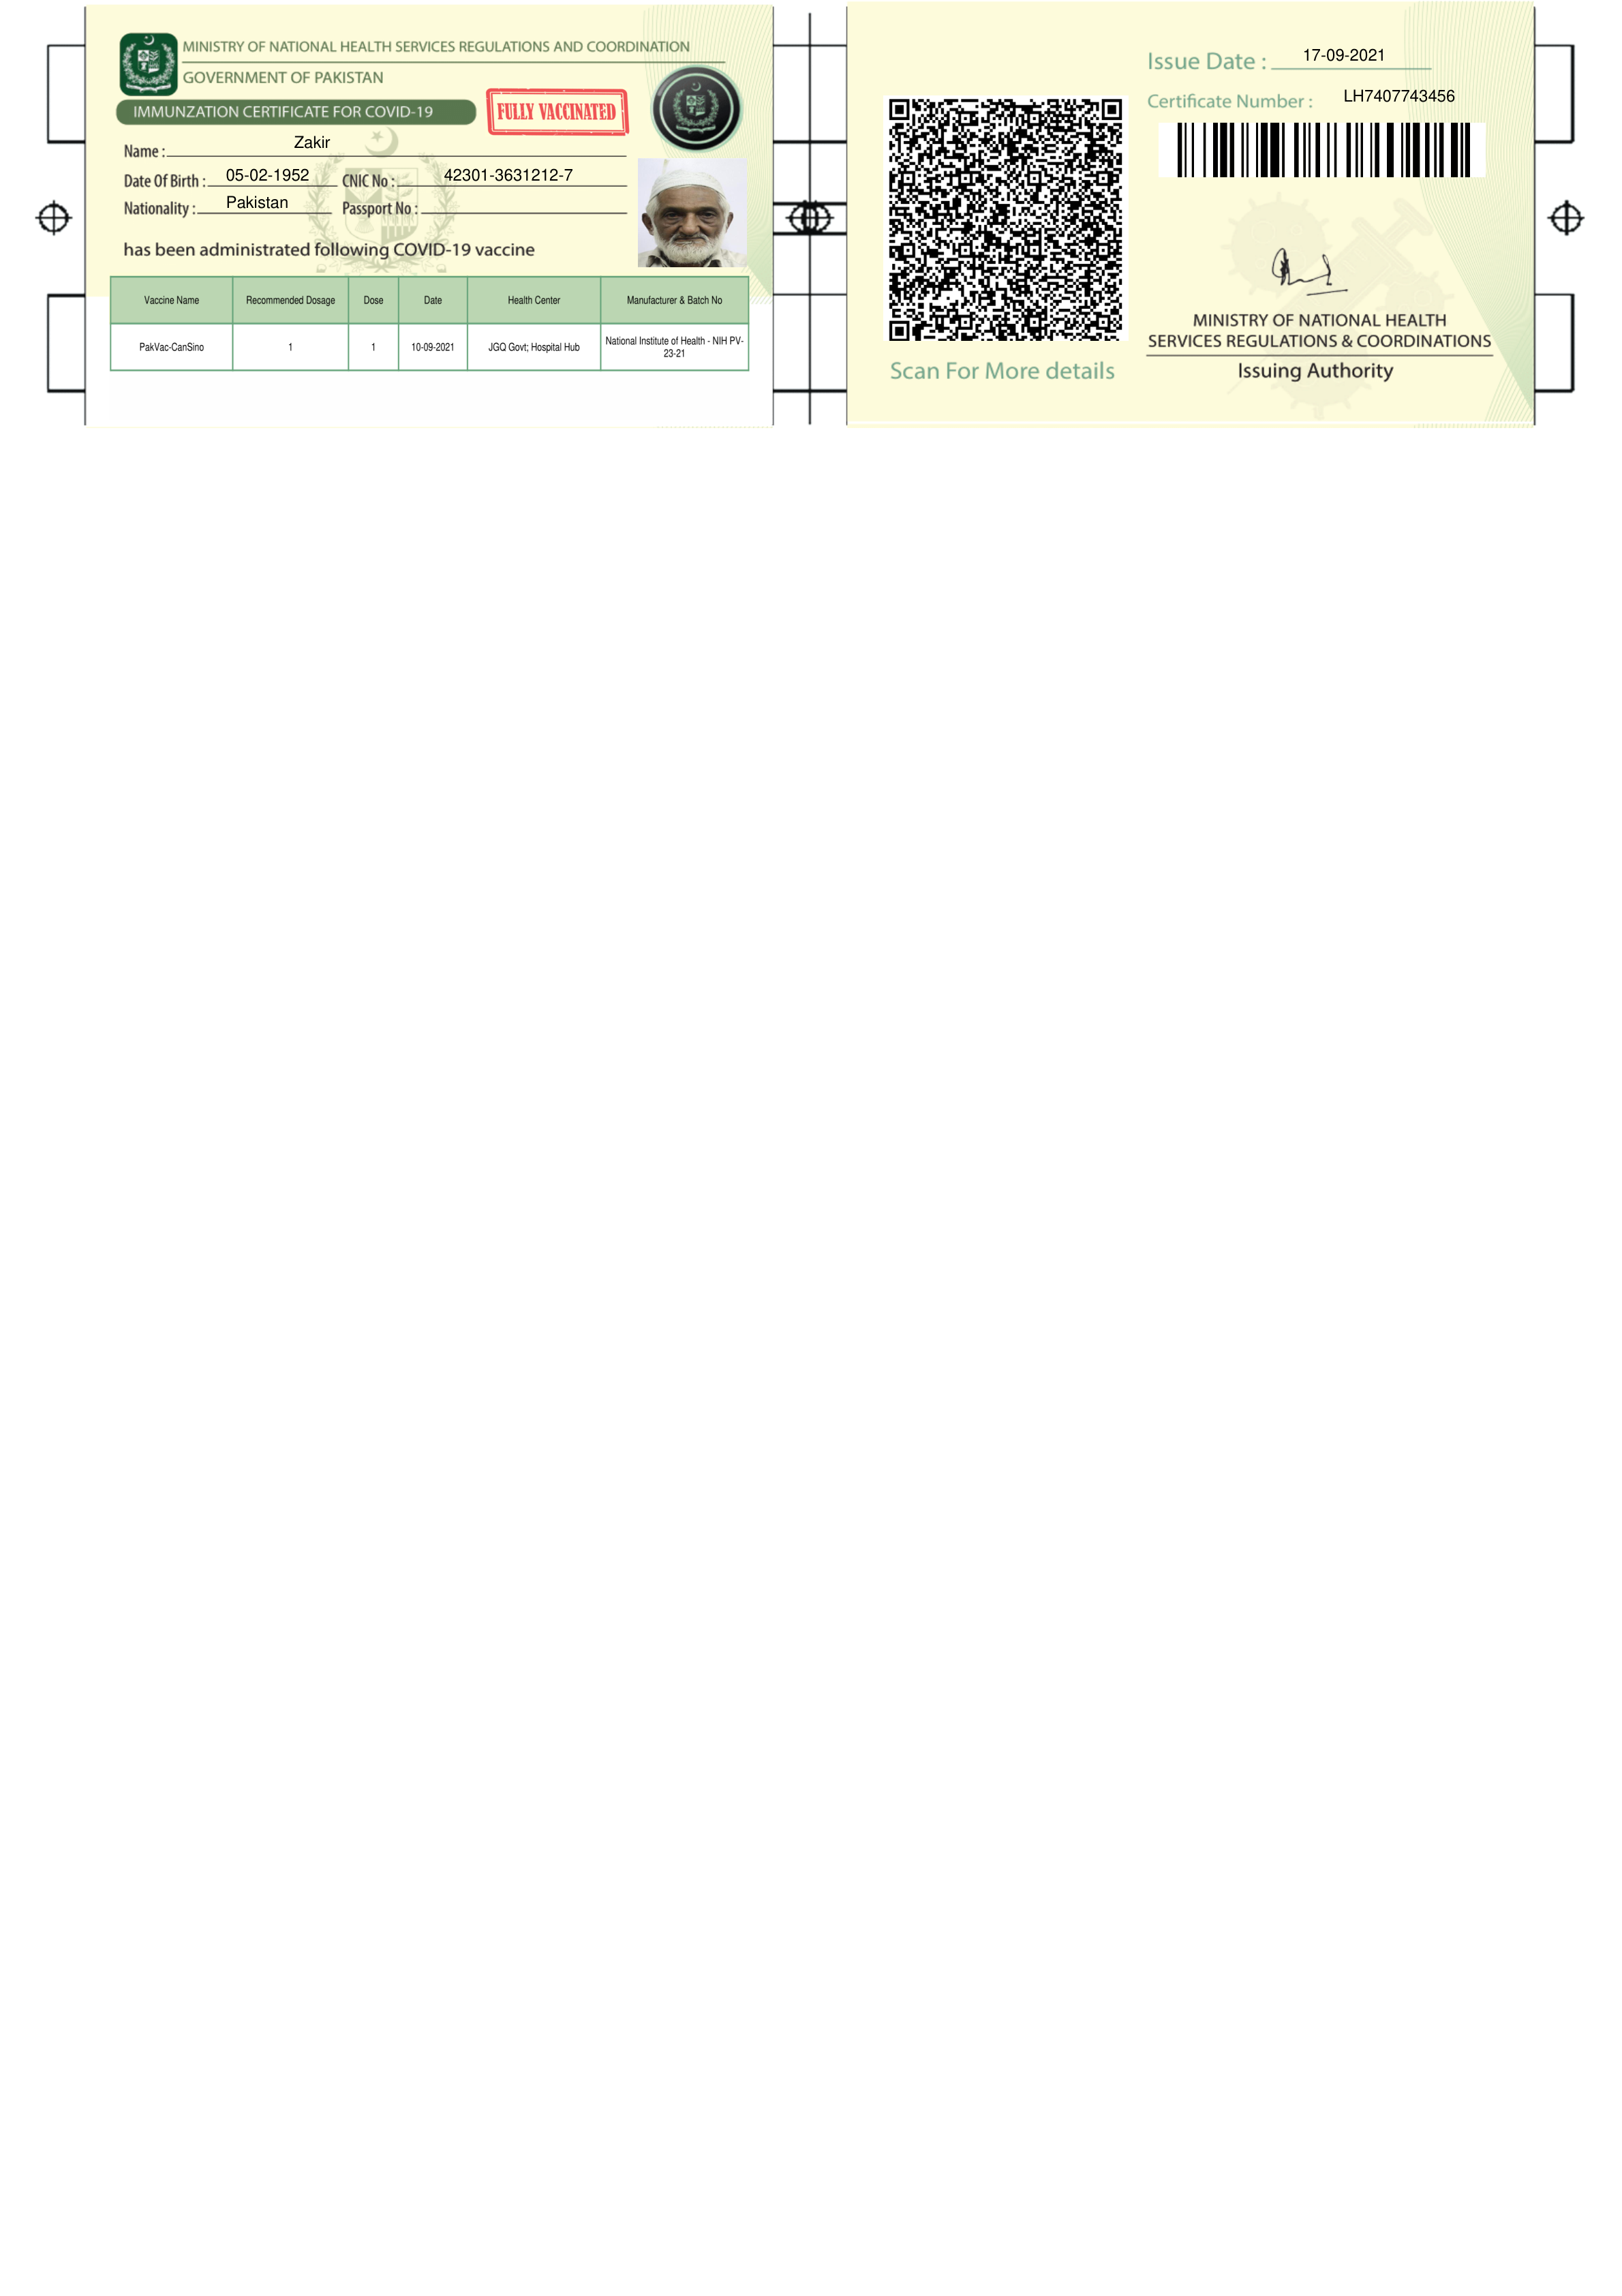 MINISTRY OF NATIONAL HEALTH SERVICES REGULATIONS AND COORDINATION
GOVERNMENT OF PAKISTAN
IMMUNZATION CERTIFICATE FOR COVID-19
FULLY VACCINATED
Name : Zakir
Date Of Birth : 05-02-1952 CNIC No : 42301-3631212-7
Nationality : Pakistan Passport No :
has been administrated following COVID-19 vaccine
Vaccine Name Recommended Dosage Dose Date Health Center Manufacturer & Batch No
PakVac-CanSino 1 1 10-09-2021 JGQ Govt; Hospital Hub National Institute of Health - NIH PV-
23-21
Issue Date : 17-09-2021
Certificate Number : LH7407743456
Scan For More details
MINISTRY OF NATIONAL HEALTH
SERVICES REGULATIONS & COORDINATIONS
Issuing Authority